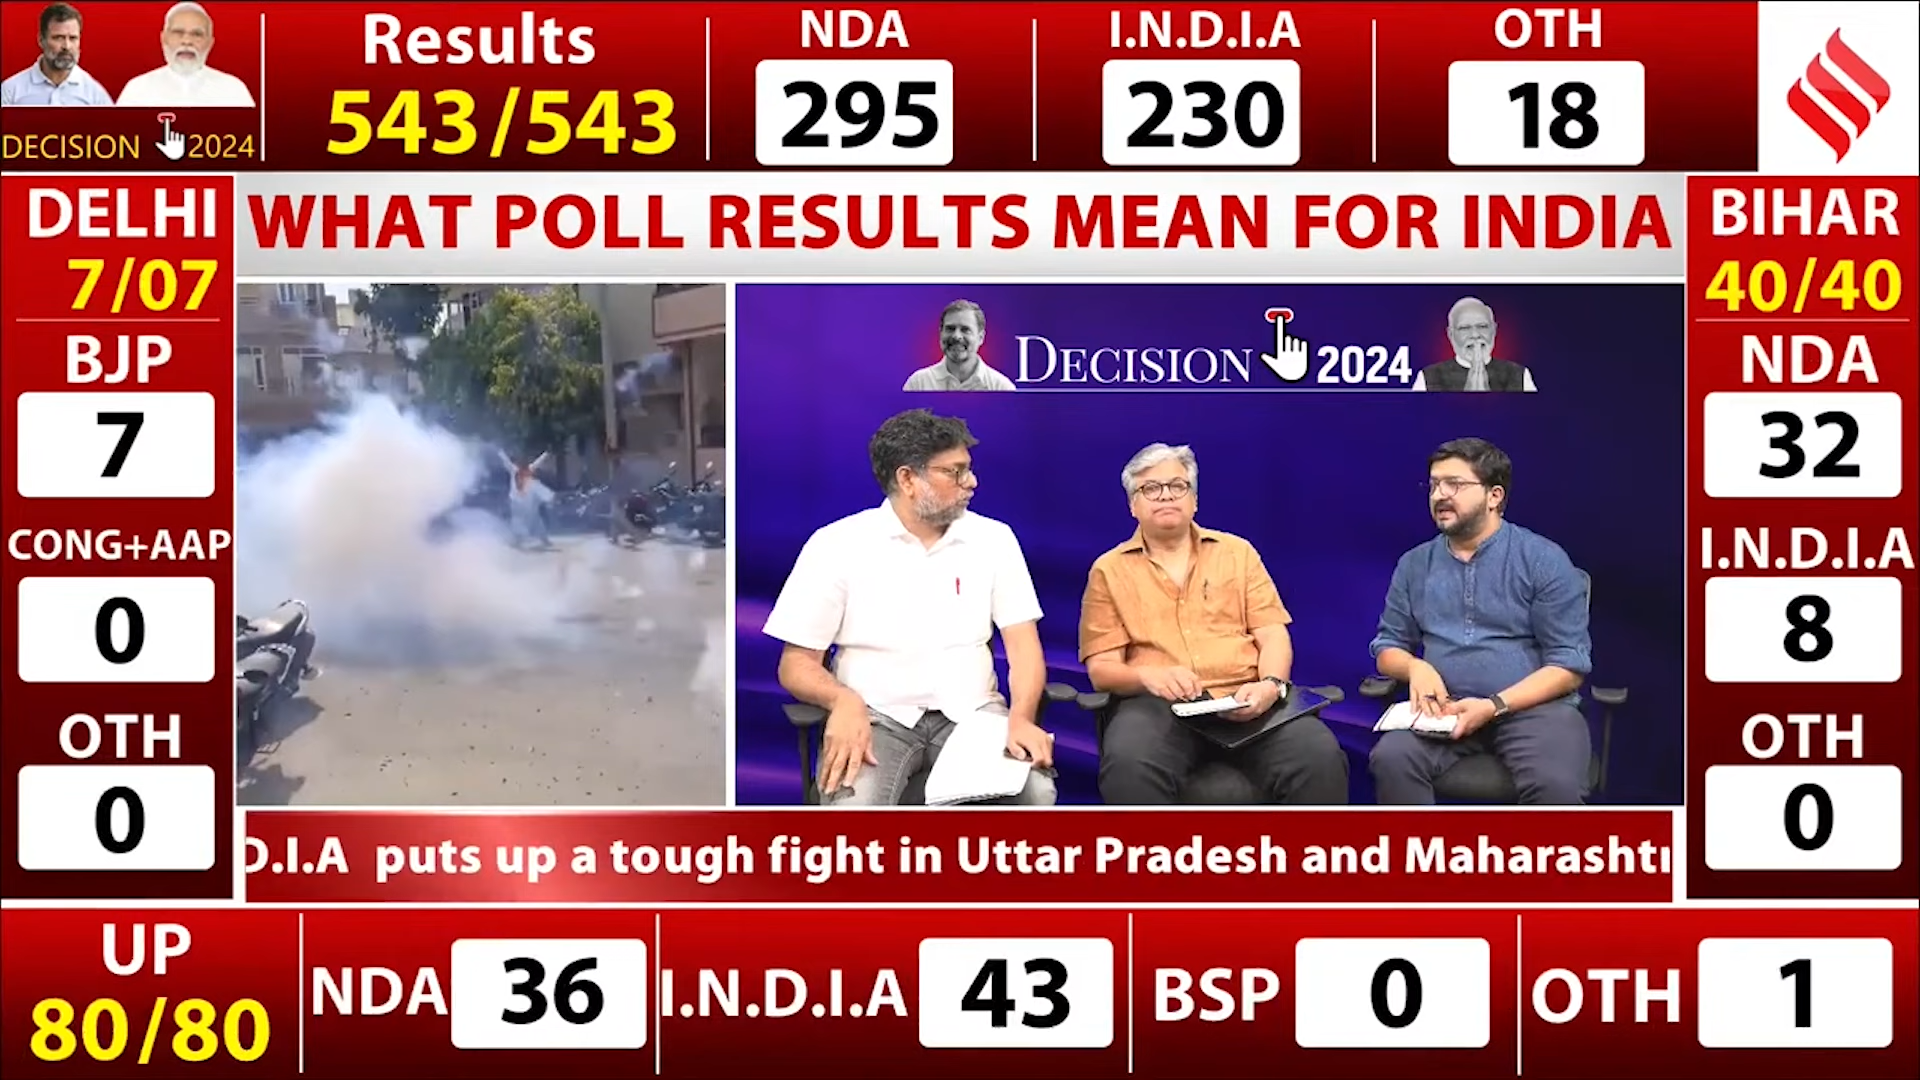 Results
543/543
NDA
295
I.N.D.I.A
230
OTH
18
DECISION 2024
DELHI
7/07
BJP
7
CONG+AAP
0
OTH
0
WHAT POLL RESULTS MEAN FOR INDIA
DECISION 2024
D.I.A puts up a tough fight in Uttar Pradesh and Maharasht
BIHAR
40/40
NDA
32
I.N.D.I.A
8
OTH
0
UP
80/80
NDA
36
I.N.D.I.A
43
BSP
0
OTH
1